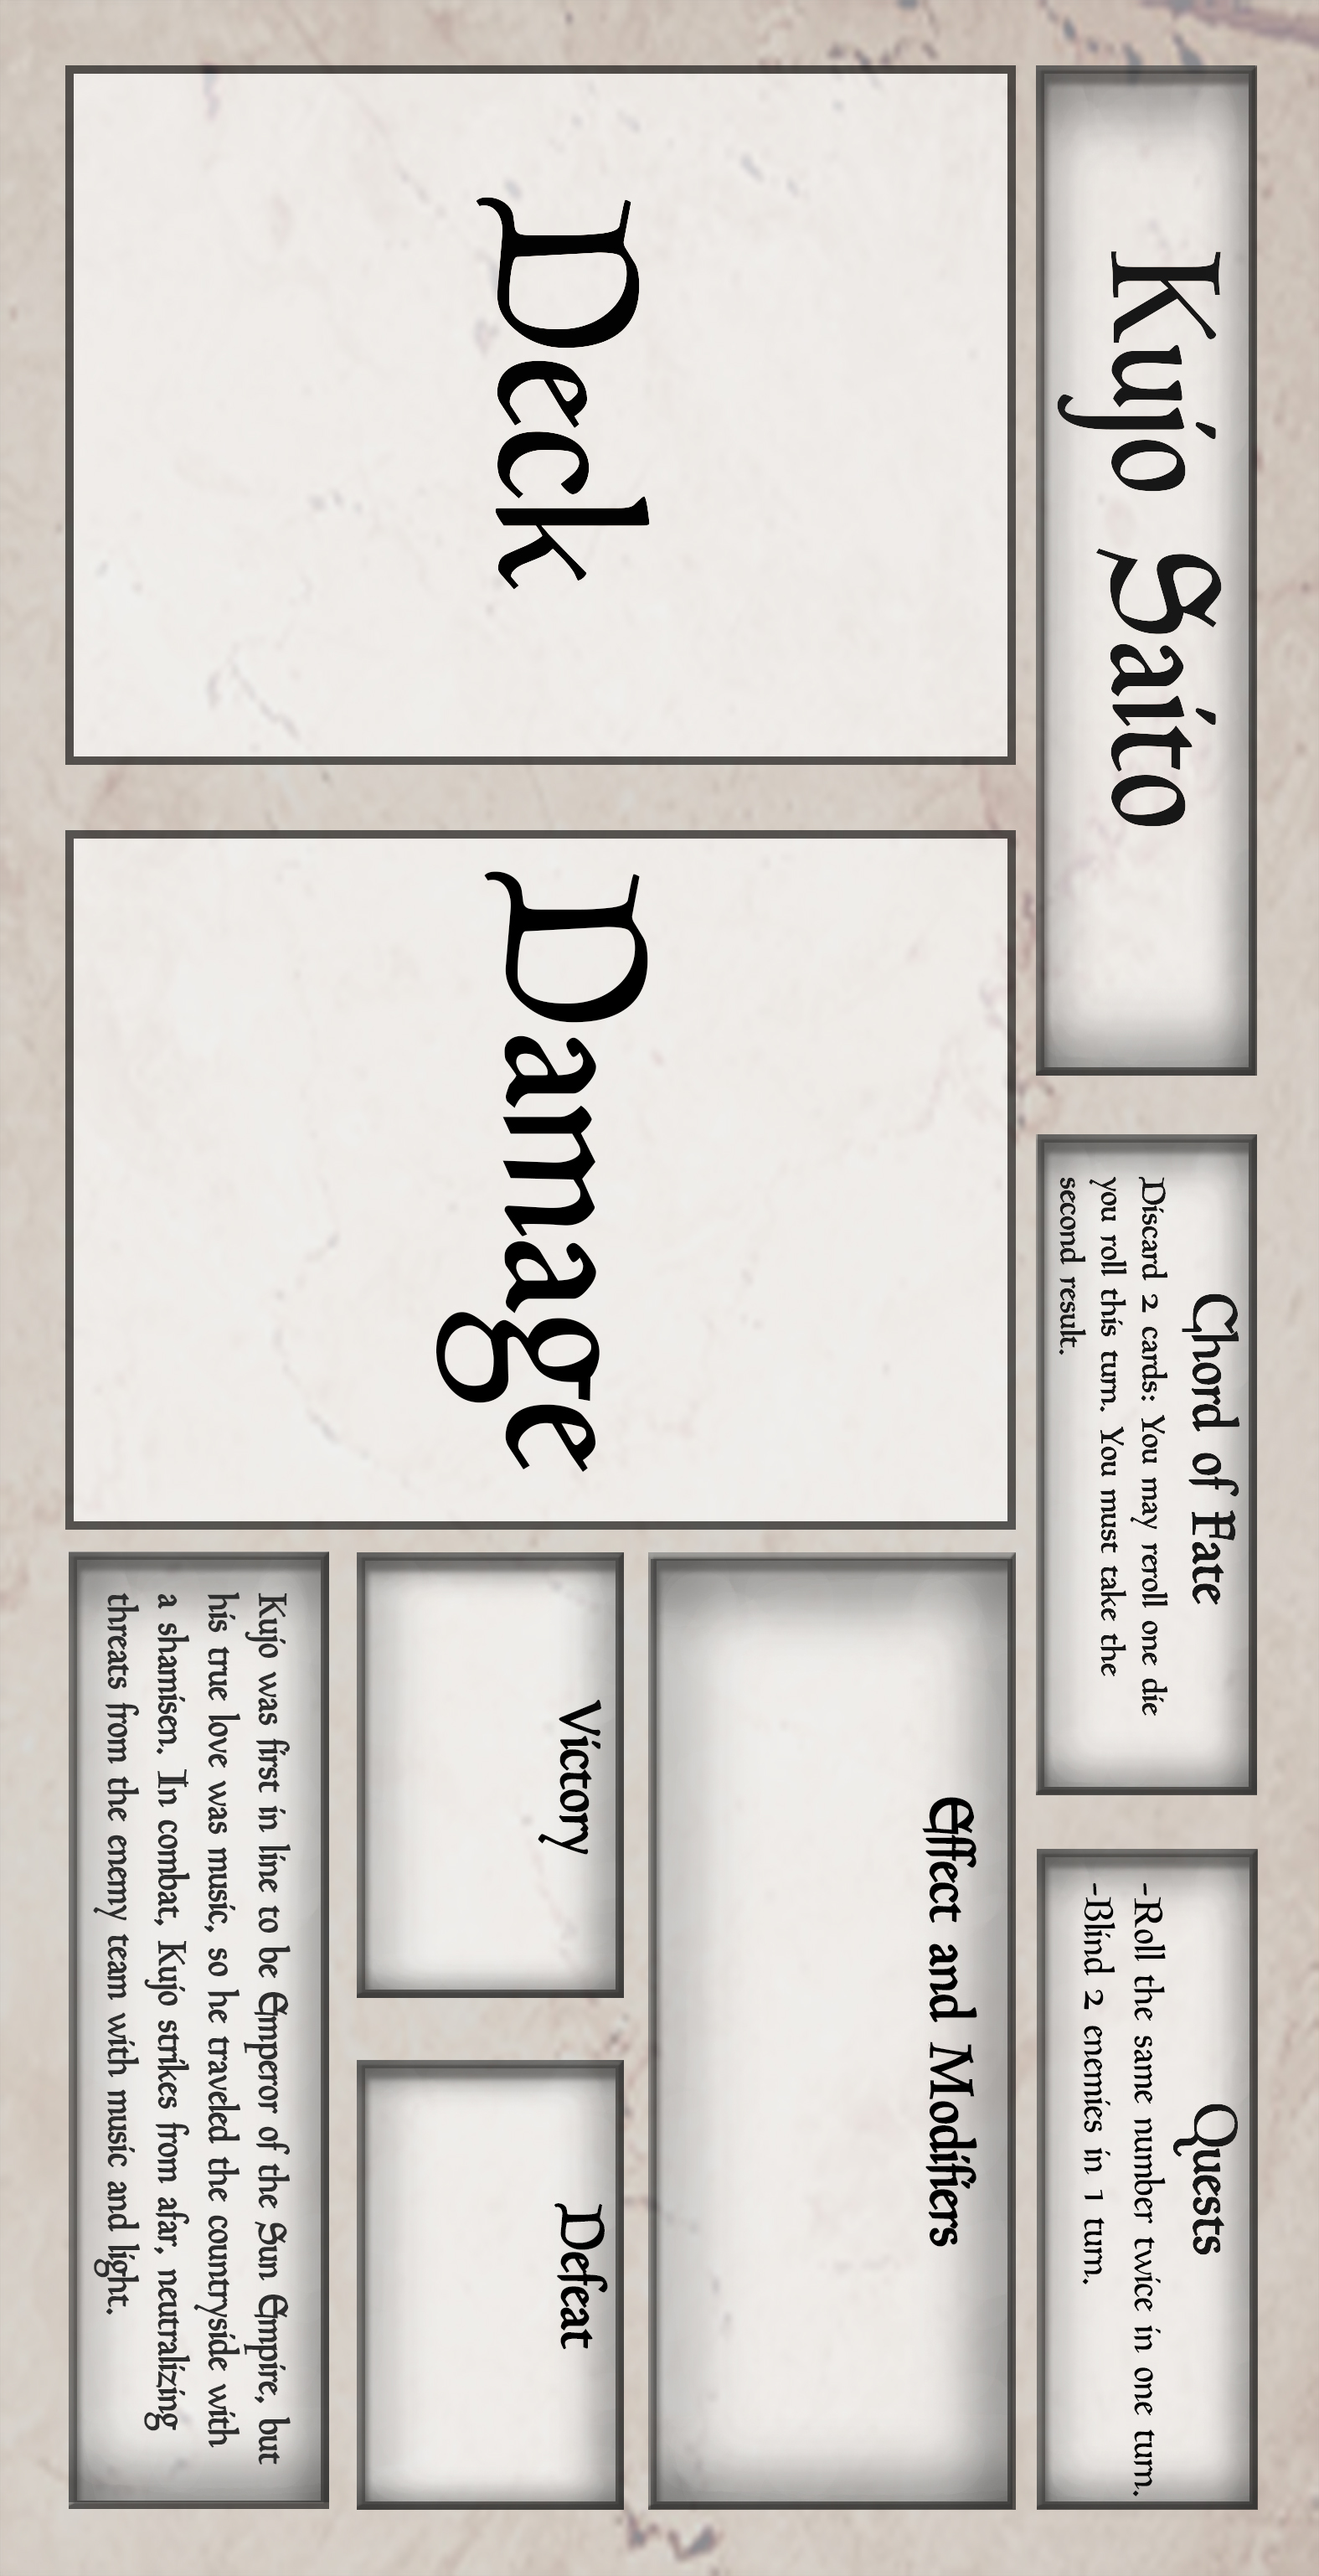 Kujo Saito
Chord of Fate
Discard 2 cards: You may reroll one die
you roll this turn. You must take the
second result.
Quests
-Roll the same number twice in one turn.
-Blind 2 enemies in 1 turn.
Deck
Damage
Effect and Modifiers
Victory
Defeat
Kujo was first in line to be Emperor of the Sun Empire, but
his true love was music, so he traveled the countryside with
a shamisen. In combat, Kujo strikes from afar, neutralizing
threats from the enemy team with music and light.